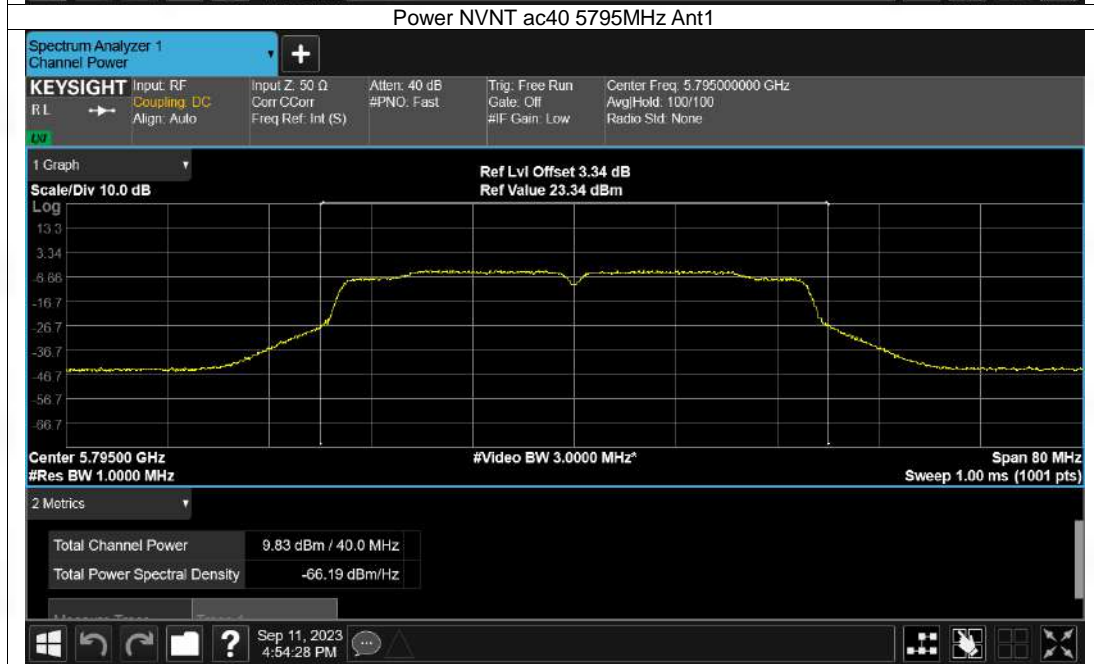 Power NVNT ac40 5795MHz Ant1
Spectrum Analyzer 1
Channel Power
+
KEYSIGHT Input: RF Input Z: 50 Ω Atten: 40 dB Trig: Free Run Center Freq: 5.795000000 GHz
RL Coupling: DC Corr CCorr #PNO: Fast Gate: Off Avg|Hold: 100/100
Align: Auto Freq Ref: Int (S) #IF Gain: Low Radio Std: None
LXI
1 Graph Ref Lvl Offset 3.34 dB
Scale/Div 10.0 dB Ref Value 23.34 dBm
Log
13.3
3.34
-6.66
-16.7
-26.7
-36.7
-46.7
-56.7
-66.7
Center 5.79500 GHz #Video BW 3.0000 MHz* Span 80 MHz
#Res BW 1.0000 MHz Sweep 1.00 ms (1001 pts)
2 Metrics
Total Channel Power 9.83 dBm / 40.0 MHz
Total Power Spectral Density -66.19 dBm/Hz
? Sep 11, 2023
4:54:28 PM